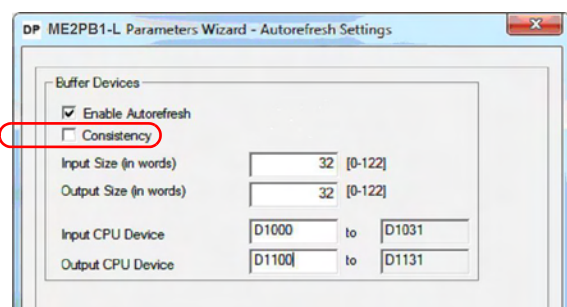 DP ME2PB1-L Parameters Wizard - Autorefresh Settings
Buffer Devices
Enable Autorefresh
Consistency
Input Size (in words) 32 [0-122]
Output Size (in words) 32 [0-122]
Input CPU Device D1000 to D1031
Output CPU Device D1100 to D1131